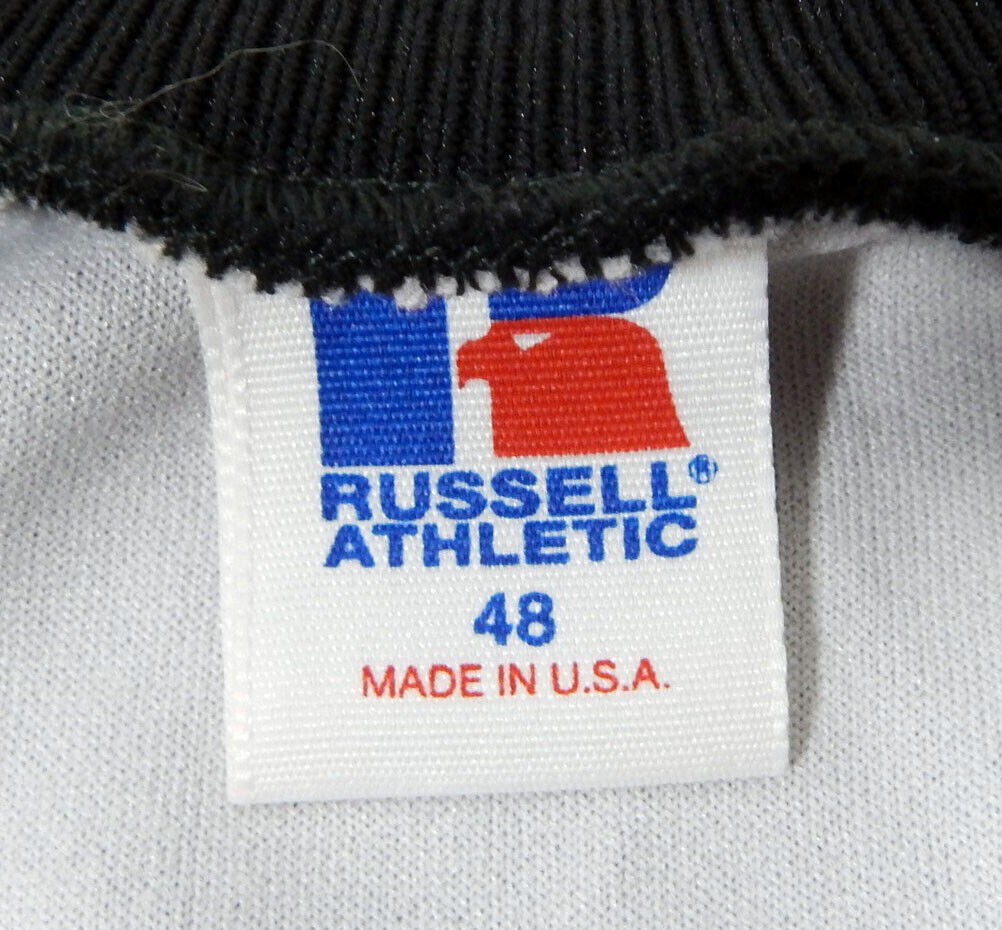 RUSSELL®
ATHLETIC
48
MADE IN U.S.A.